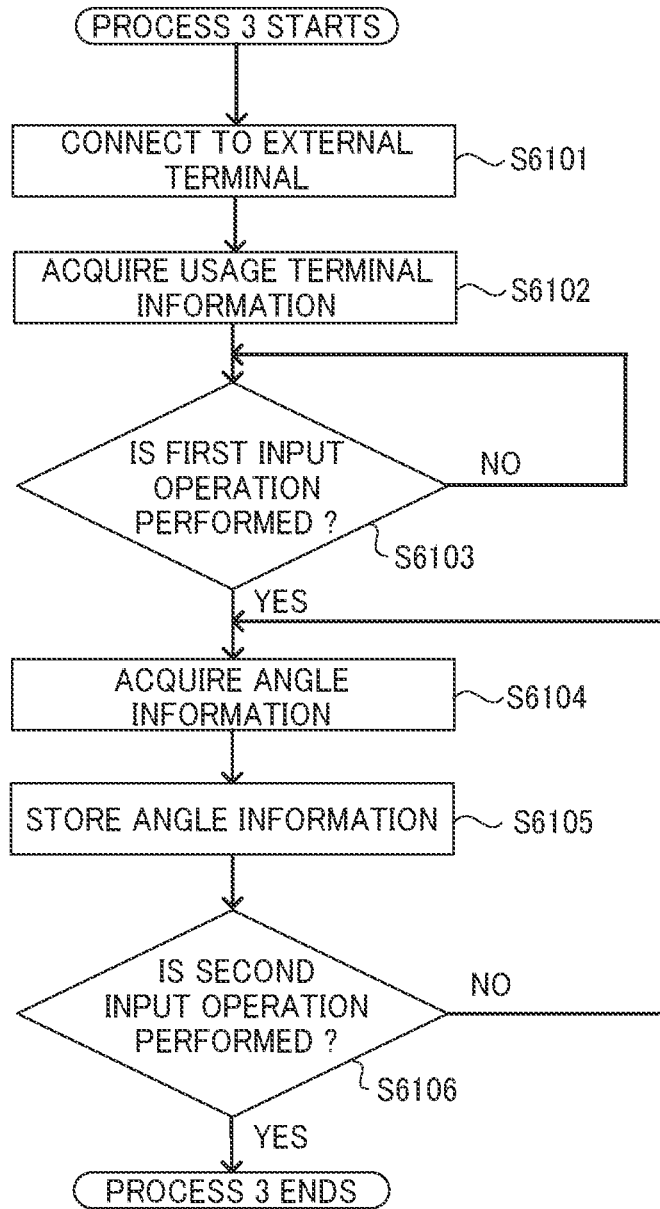 PROCESS 3 STARTS
CONNECT TO EXTERNAL
TERMINAL
S6101
ACQUIRE USAGE TERMINAL
INFORMATION
S6102
IS FIRST INPUT
OPERATION
PERFORMED ?
NO
S6103
YES
ACQUIRE ANGLE
INFORMATION
S6104
STORE ANGLE INFORMATION
S6105
IS SECOND
INPUT OPERATION
PERFORMED ?
NO
S6106
YES
PROCESS 3 ENDS